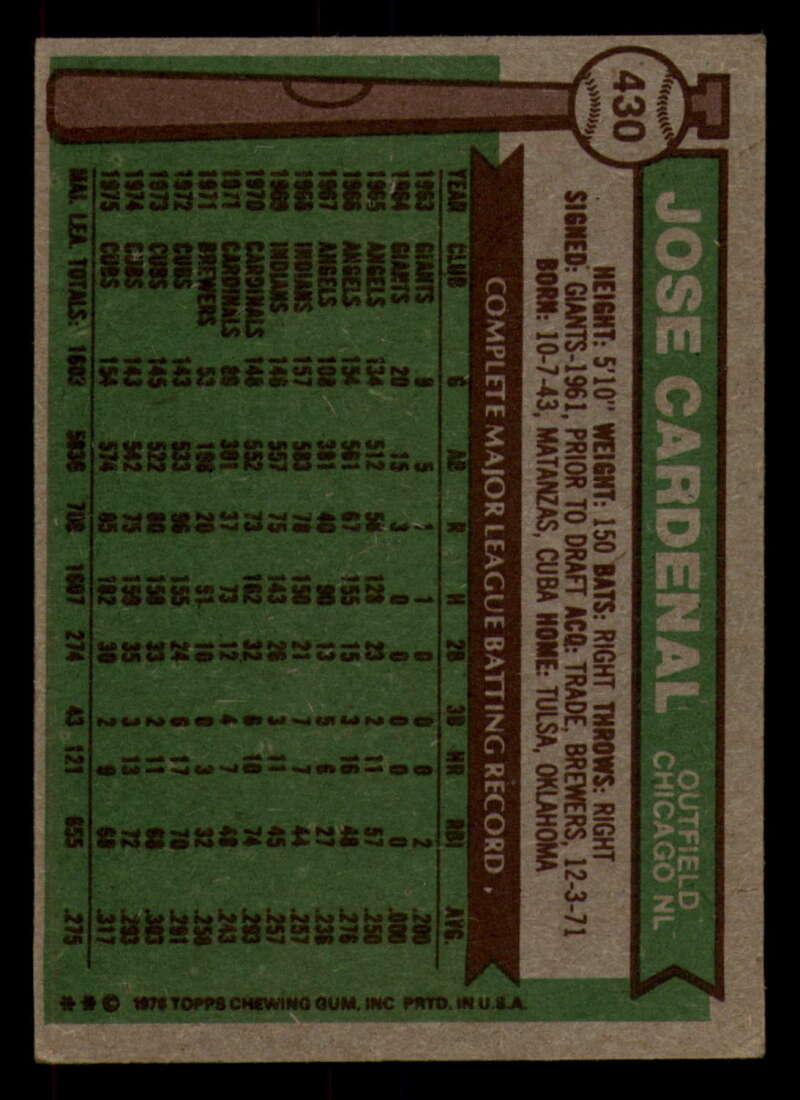 430
JOSE CARDENAL
OUTFIELD
CHICAGO NL
HEIGHT: 5'10" WEIGHT: 150 BATS: RIGHT THROWS: RIGHT
SIGNED: GIANTS-1961, PRIOR TO DRAFT ACQ: TRADE, BREWERS, 12-3-71
BORN: 10-7-43, MATANZAS, CUBA HOME: TULSA, OKLAHOMA
COMPLETE MAJOR LEAGUE BATTING RECORD
YEAR CLUB G AB R H 2B 3B HR RBI AVG.
1963 GIANTS 9 5 1 1 0 0 0 2 .200
1964 GIANTS 20 15 3 0 0 0 0 0 .000
1965 ANGELS 134 512 58 128 23 2 11 57 .250
1966 ANGELS 154 561 67 155 15 3 16 48 .276
1967 ANGELS 108 381 40 90 13 5 6 27 .236
1968 INDIANS 157 583 78 150 21 7 7 44 .257
1969 INDIANS 146 557 75 143 26 3 11 45 .257
1970 CARDINALS 148 552 73 162 32 6 10 74 .293
1971 CARDINALS 89 301 37 73 12 4 7 48 .243
1971 BREWERS 53 198 20 51 10 0 3 32 .258
1972 CUBS 143 533 96 155 24 6 17 70 .291
1973 CUBS 145 522 80 158 33 2 11 68 .303
1974 CUBS 143 542 75 159 35 3 13 72 .293
1975 CUBS 154 574 85 182 30 2 9 68 .317
MAJ. LEA. TOTALS: 1603 5836 708 1607 274 43 121 655 .275
** © 1976 TOPPS CHEWING GUM, INC PRTD. IN U.S.A.